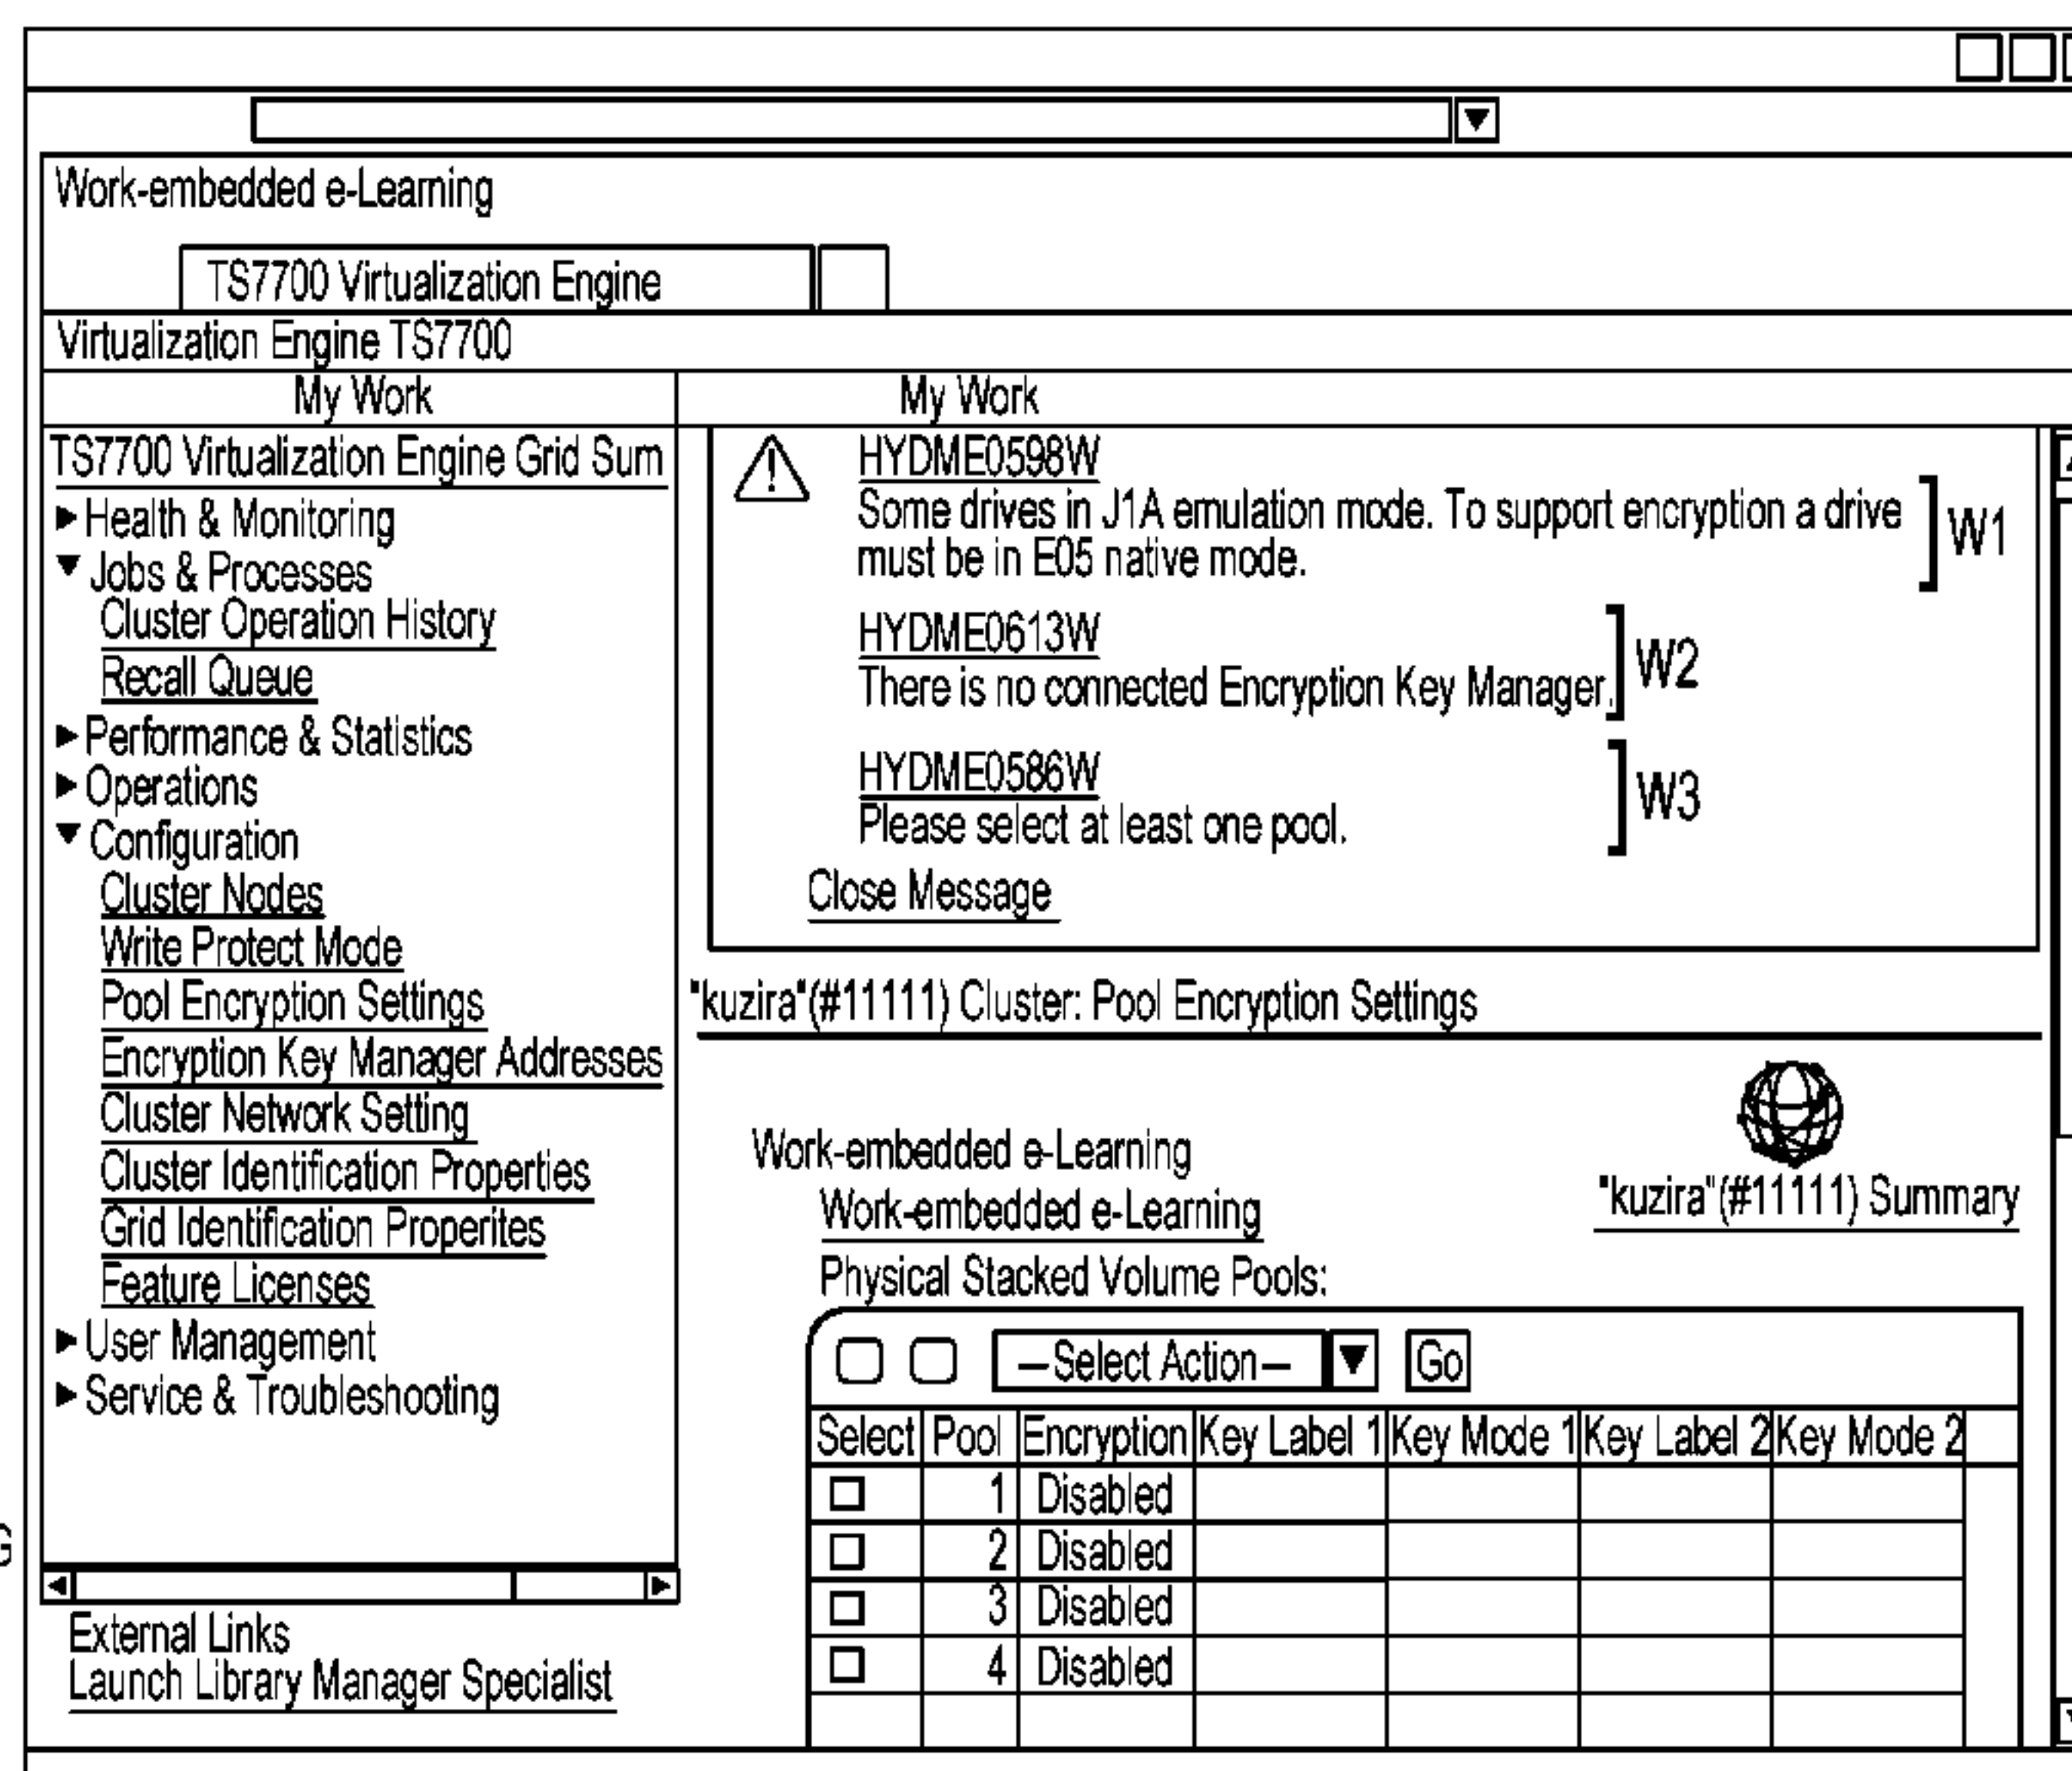 Work-embedded e-Learning
TS7700 Virtualization Engine
Virtualization Engine TS7700
My Work
TS7700 Virtualization Engine Grid Sum
Health & Monitoring
Jobs & Processes
Cluster Operation History
Recall Queue
Performance & Statistics
Operations
Configuration
Cluster Nodes
Write Protect Mode
Pool Encryption Settings
Encryption Key Manager Addresses
Cluster Network Setting
Cluster Identification Properties
Grid Identification Properites
Feature Licenses
User Management
Service & Troubleshooting
External Links
Launch Library Manager Specialist
My Work
HYDME0598W
Some drives in J1A emulation mode. To support encryption a drive
must be in E05 native mode.
W1
HYDME0613W
There is no connected Encryption Key Manager.
W2
HYDME0586W
Please select at least one pool.
W3
Close Message
"kuzira"(#11111) Cluster: Pool Encryption Settings
Work-embedded e-Learning
Work-embedded e-Learning
"kuzira"(#11111) Summary
Physical Stacked Volume Pools:
—Select Action— Go
Select Pool Encryption Key Label 1 Key Mode 1 Key Label 2 Key Mode 2
1 Disabled
2 Disabled
3 Disabled
4 Disabled